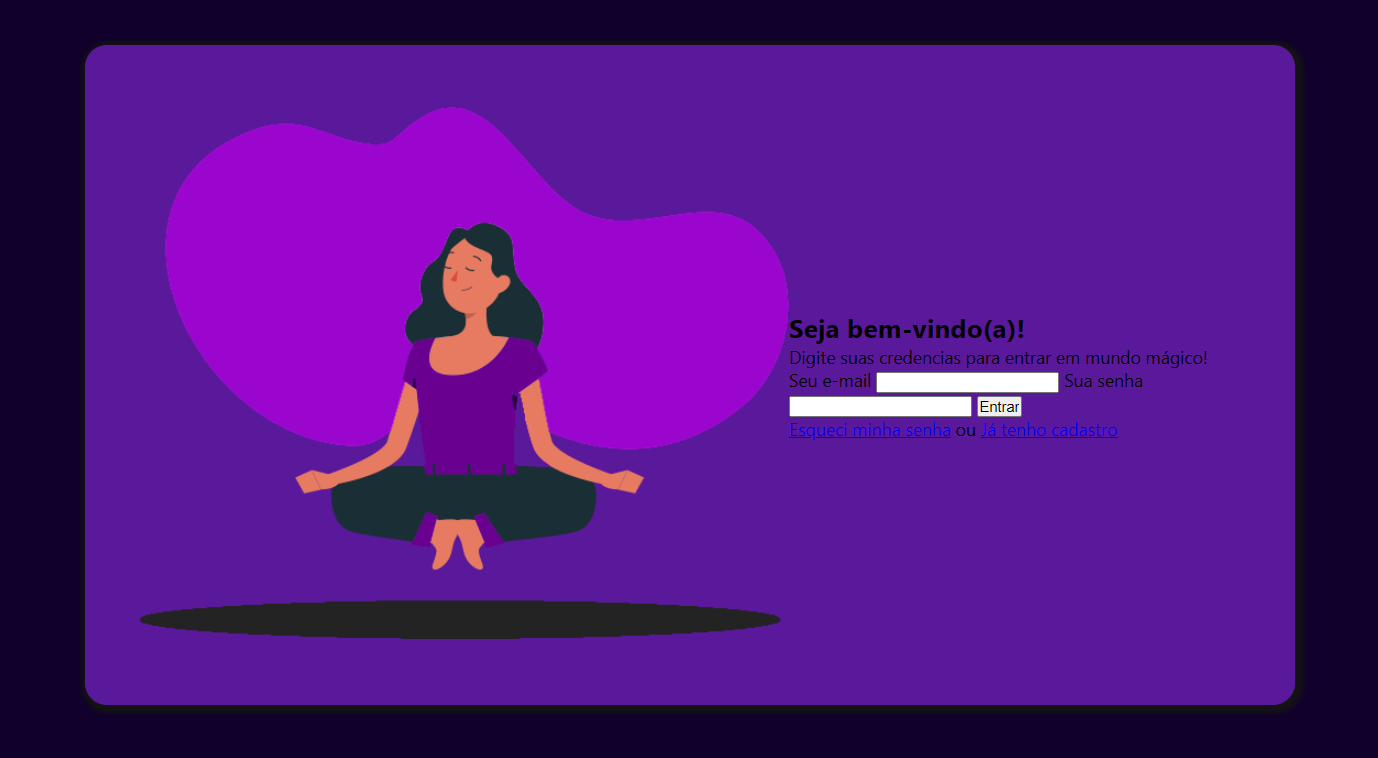 Seja bem-vindo(a)!
Digite suas credencias para entrar em mundo mágico!
Seu e-mail Sua senha
Entrar
Esqueci minha senha ou Já tenho cadastro